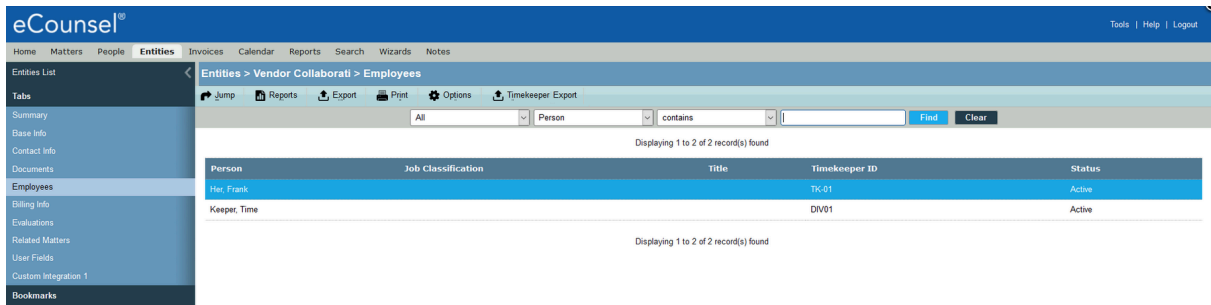 eCounsel®
Tools | Help | Logout
Home Matters People Entities Invoices Calendar Reports Search Wizards Notes
Entities List
Entities > Vendor Collaborati > Employees
Tabs
Jump Reports Export Print Options Timekeeper Export
Summary
All Person contains Find Clear
Base Info
Contact Info
Displaying 1 to 2 of 2 record(s) found
Documents
Person Job Classification Title Timekeeper ID Status
Employees
Her, Frank TK-01 Active
Billing Info
Keeper, Time DIV01 Active
Evaluations
Related Matters
Displaying 1 to 2 of 2 record(s) found
User Fields
Custom Integration 1
Bookmarks